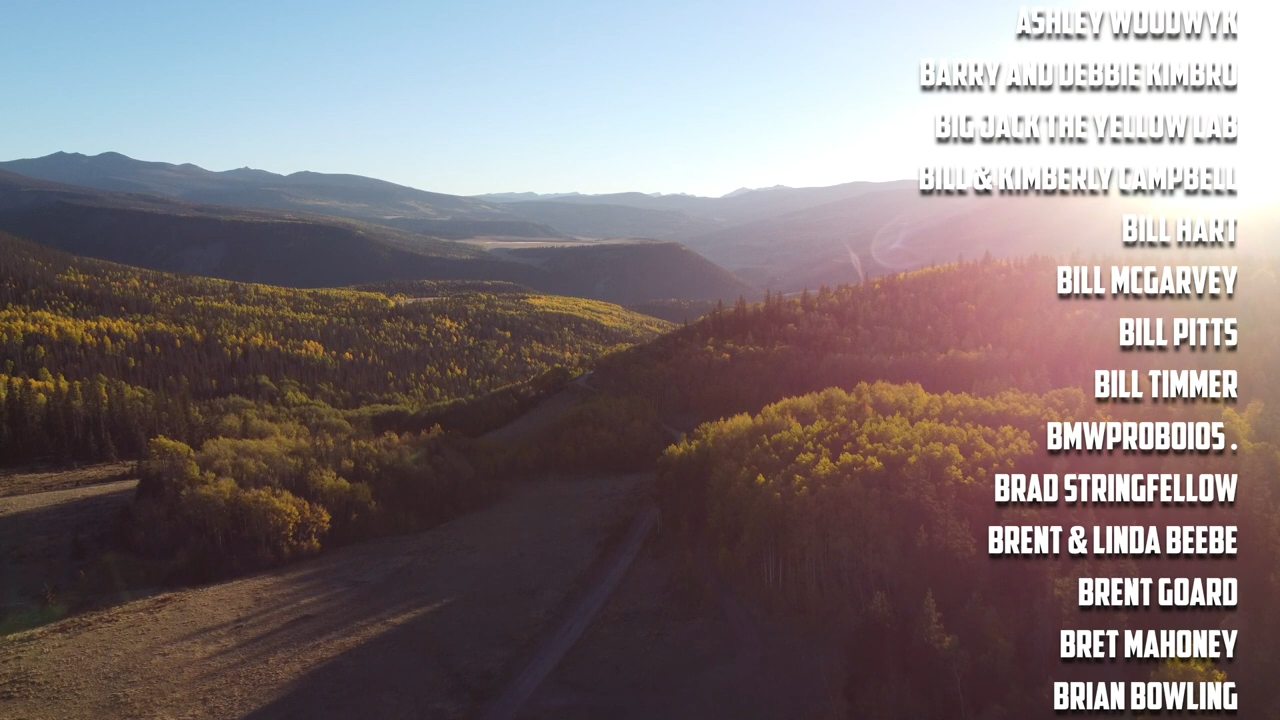 ASHLEY WOUDWYK
BARRY AND DEBBIE KIMBRO
BIG JACK THE YELLOW LAB
BILL & KIMBERLY CAMPBELL
BILL HART
BILL MCGARVEY
BILL PITTS
BILL TIMMER
BMWPROBOI05 .
BRAD STRINGFELLOW
BRENT & LINDA BEEBE
BRENT GOARD
BRET MAHONEY
BRIAN BOWLING